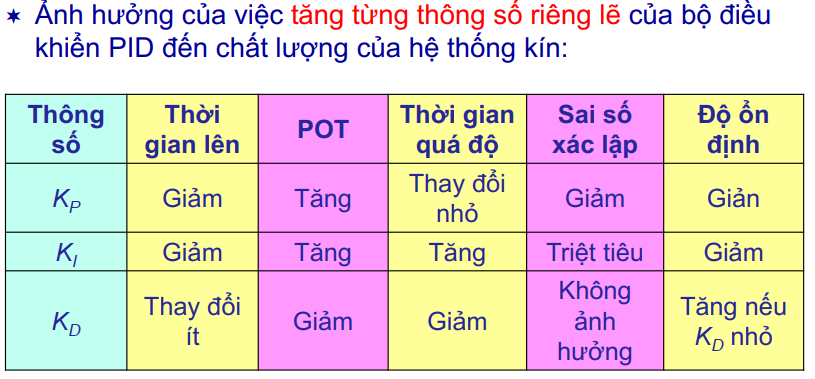 ✶ Ảnh hưởng của việc tăng từng thông số riêng lẽ của bộ điều
khiển PID đến chất lượng của hệ thống kín:
Thông số | Thời gian lên | POT | Thời gian quá độ | Sai số xác lập | Độ ổn định
K_P | Giảm | Tăng | Thay đổi nhỏ | Giảm | Giản
K_I | Giảm | Tăng | Tăng | Triệt tiêu | Giảm
K_D | Thay đổi ít | Giảm | Giảm | Không ảnh hưởng | Tăng nếu K_D nhỏ